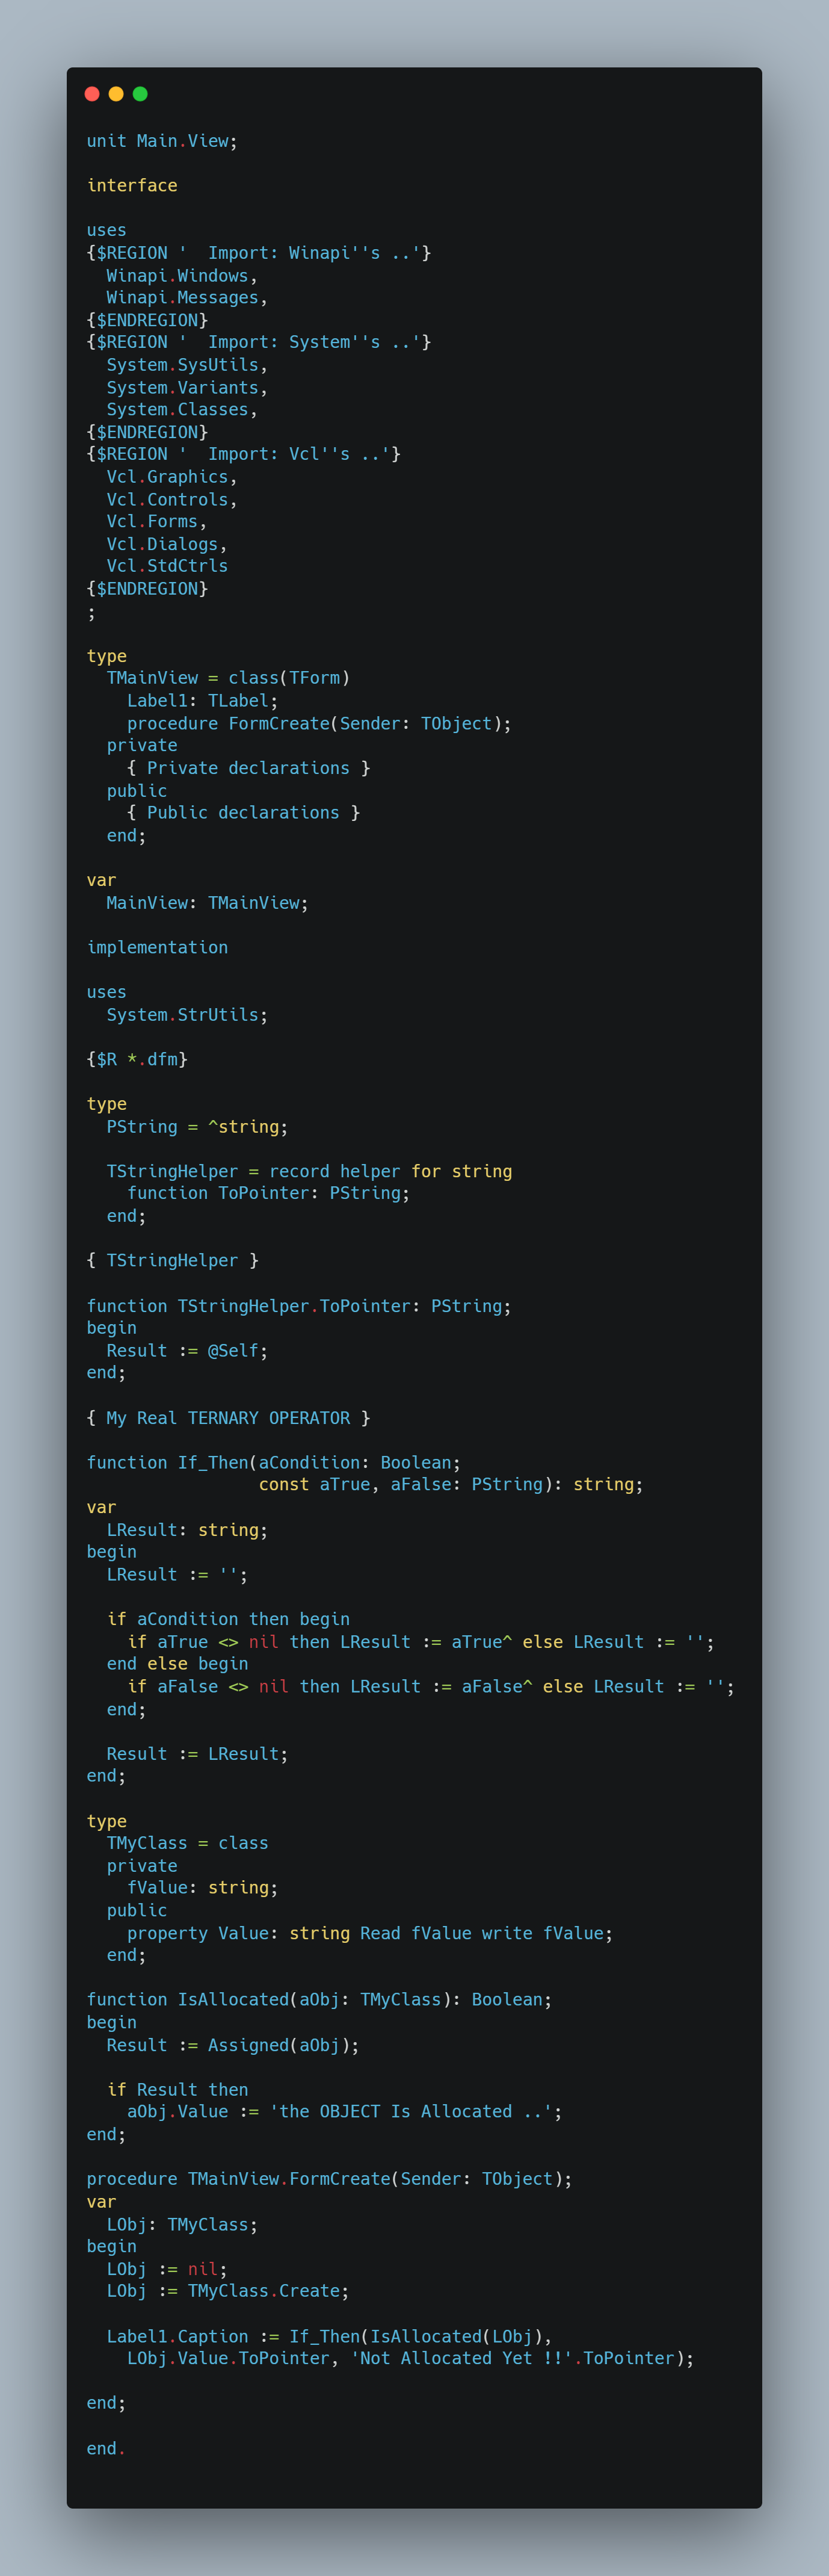 unit Main.View;
interface
uses
{$REGION '  Import: Winapi''s ..'}
  Winapi.Windows,
  Winapi.Messages,
{$ENDREGION}
{$REGION '  Import: System''s ..'}
  System.SysUtils,
  System.Variants,
  System.Classes,
{$ENDREGION}
{$REGION '  Import: Vcl''s ..'}
  Vcl.Graphics,
  Vcl.Controls,
  Vcl.Forms,
  Vcl.Dialogs,
  Vcl.StdCtrls
{$ENDREGION}
;
type
  TMainView = class(TForm)
    Label1: TLabel;
    procedure FormCreate(Sender: TObject);
  private
    { Private declarations }
  public
    { Public declarations }
  end;
var
  MainView: TMainView;
implementation
uses
  System.StrUtils;
{$R *.dfm}
type
  PString = ^string;
  TStringHelper = record helper for string
    function ToPointer: PString;
  end;
{ TStringHelper }
function TStringHelper.ToPointer: PString;
begin
  Result := @Self;
end;
{ My Real TERNARY OPERATOR }
function If_Then(aCondition: Boolean;
                 const aTrue, aFalse: PString): string;
var
  LResult: string;
begin
  LResult := '';
  if aCondition then begin
    if aTrue <> nil then LResult := aTrue^ else LResult := '';
  end else begin
    if aFalse <> nil then LResult := aFalse^ else LResult := '';
  end;
  Result := LResult;
end;
type
  TMyClass = class
  private
    fValue: string;
  public
    property Value: string Read fValue write fValue;
  end;
function IsAllocated(aObj: TMyClass): Boolean;
begin
  Result := Assigned(aObj);
  if Result then
    aObj.Value := 'the OBJECT Is Allocated ..';
end;
procedure TMainView.FormCreate(Sender: TObject);
var
  LObj: TMyClass;
begin
  LObj := nil;
  LObj := TMyClass.Create;
  Label1.Caption := If_Then(IsAllocated(LObj),
    LObj.Value.ToPointer, 'Not Allocated Yet !!'.ToPointer);
end;
end.